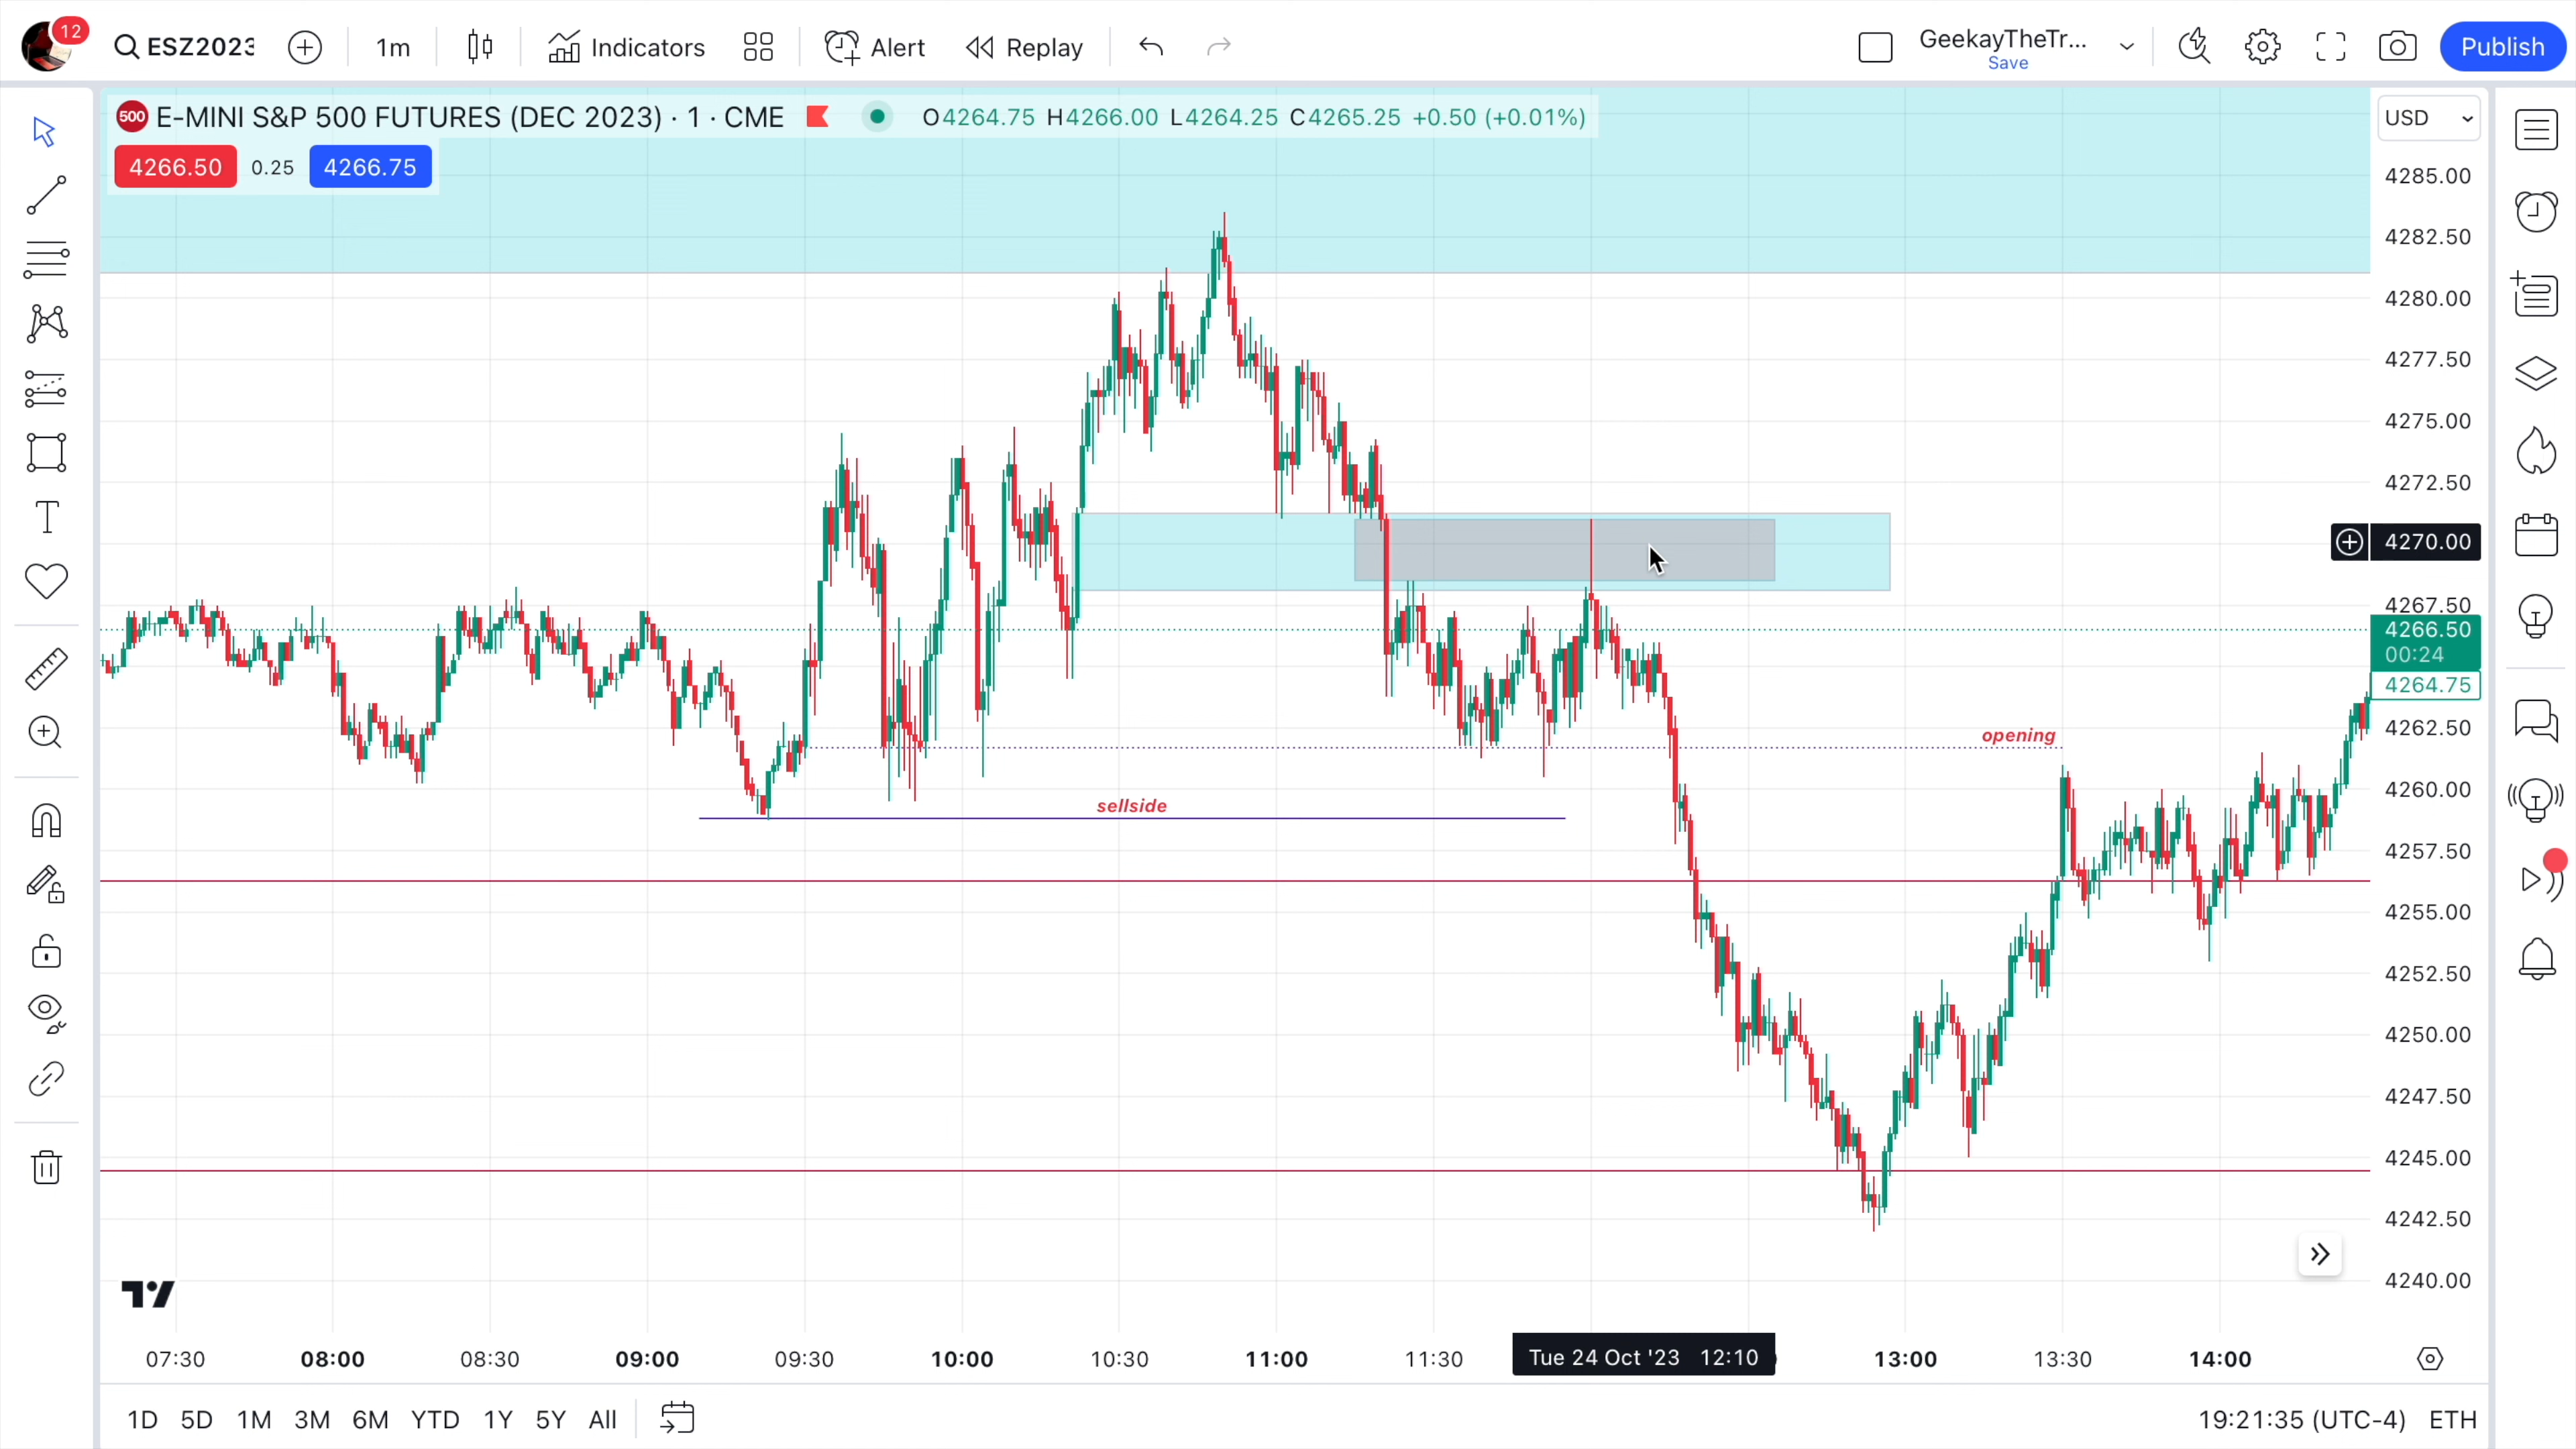 12
ESZ2023
1m
Indicators
Alert
Replay
GeekayTheTr...
Save
Publish
500 E-MINI S&P 500 FUTURES (DEC 2023) · 1 · CME
O4264.75 H4266.00 L4264.25 C4265.25 +0.50 (+0.01%)
4266.50 0.25 4266.75
USD
4285.00
4282.50
4280.00
4277.50
4275.00
4272.50
4270.00
4267.50
4266.50
00:24
4264.75
4262.50
opening
4260.00
sellside
4257.50
4255.00
4252.50
4250.00
4247.50
4245.00
4242.50
4240.00
07:30 08:00 08:30 09:00 09:30 10:00 10:30 11:00 11:30 Tue 24 Oct '23 12:10 13:00 13:30 14:00
1D 5D 1M 3M 6M YTD 1Y 5Y All
19:21:35 (UTC-4) ETH